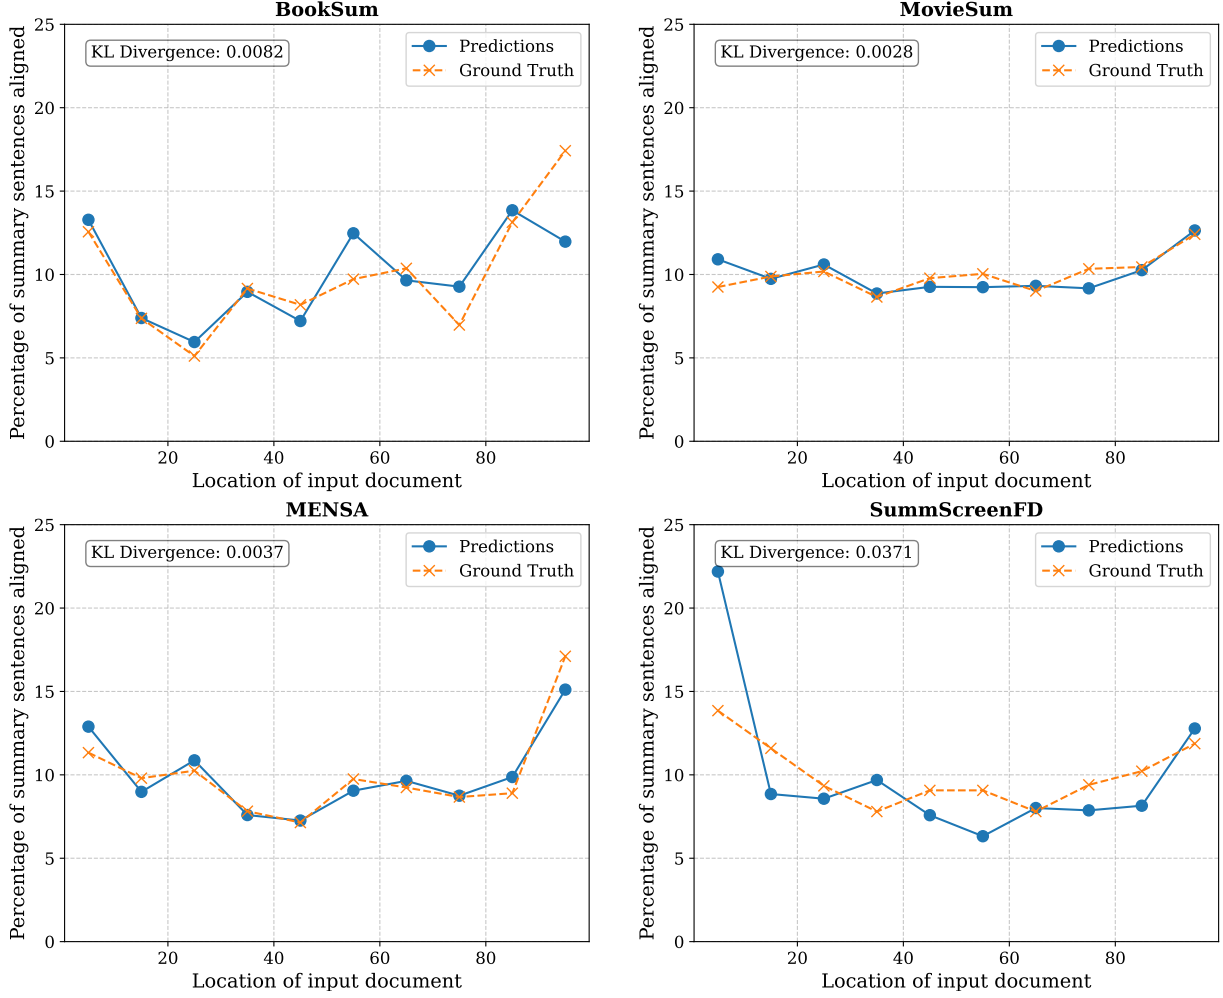 BookSum
Percentage of summary sentences aligned
25
20
15
10
5
0
KL Divergence: 0.0082
Predictions
Ground Truth
20 40 60 80
Location of input document
MovieSum
Percentage of summary sentences aligned
25
20
15
10
5
0
KL Divergence: 0.0028
Predictions
Ground Truth
20 40 60 80
Location of input document
MENSA
Percentage of summary sentences aligned
25
20
15
10
5
0
KL Divergence: 0.0037
Predictions
Ground Truth
20 40 60 80
Location of input document
SummScreenFD
Percentage of summary sentences aligned
25
20
15
10
5
0
KL Divergence: 0.0371
Predictions
Ground Truth
20 40 60 80
Location of input document